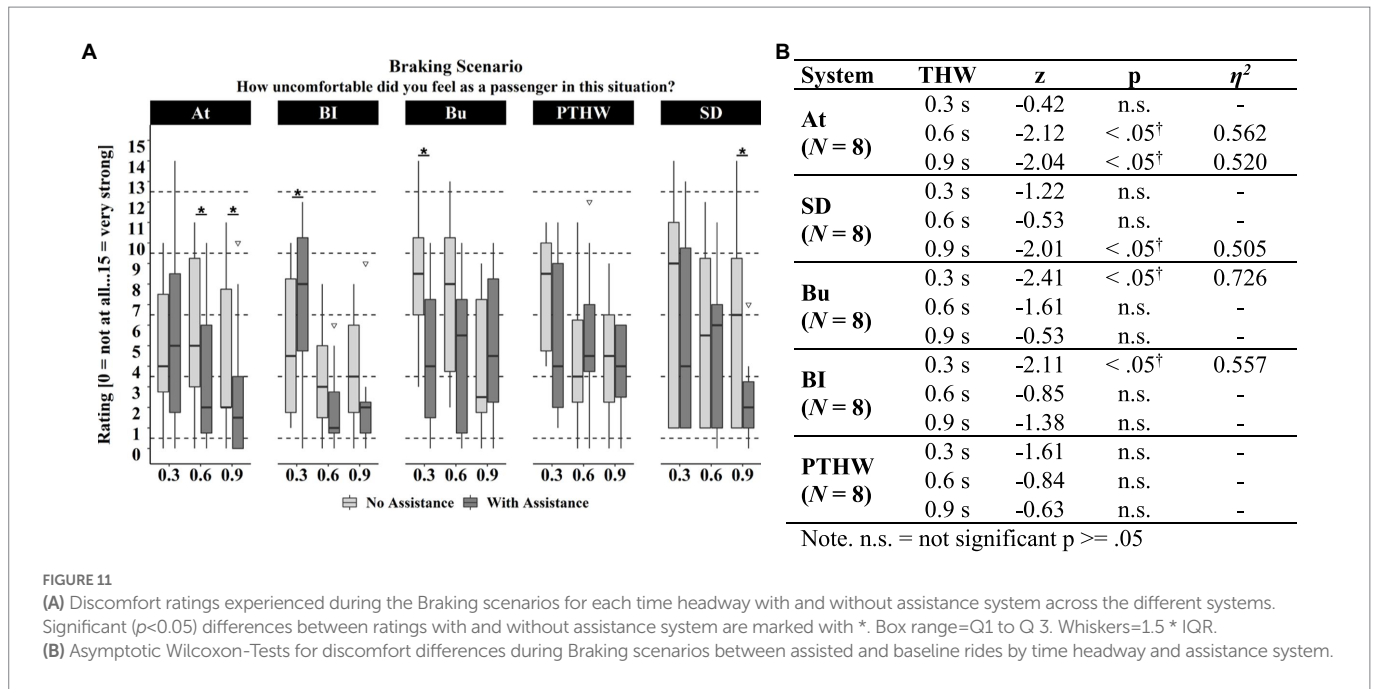 A
Braking Scenario
How uncomfortable did you feel as a passenger in this situation?
At BI Bu PTHW SD
Rating [0 = not at all...15 = very strong]
15
14
13
12
11
10
9
8
7
6
5
4
3
2
1
0
* * * * *
0.3 0.6 0.9 0.3 0.6 0.9 0.3 0.6 0.9 0.3 0.6 0.9 0.3 0.6 0.9
No Assistance With Assistance
B
System THW z p η²
At (N = 8) 0.3 s -0.42 n.s. -
0.6 s -2.12 < .05† 0.562
0.9 s -2.04 < .05† 0.520
SD (N = 8) 0.3 s -1.22 n.s. -
0.6 s -0.53 n.s. -
0.9 s -2.01 < .05† 0.505
Bu (N = 8) 0.3 s -2.41 < .05† 0.726
0.6 s -1.61 n.s. -
0.9 s -0.53 n.s. -
BI (N = 8) 0.3 s -2.11 < .05† 0.557
0.6 s -0.85 n.s. -
0.9 s -1.38 n.s. -
PTHW (N = 8) 0.3 s -1.61 n.s. -
0.6 s -0.84 n.s. -
0.9 s -0.63 n.s. -
Note. n.s. = not significant p >= .05
FIGURE 11
(A) Discomfort ratings experienced during the Braking scenarios for each time headway with and without assistance system across the different systems.
Significant (p<0.05) differences between ratings with and without assistance system are marked with *. Box range=Q1 to Q 3. Whiskers=1.5 * IQR.
(B) Asymptotic Wilcoxon-Tests for discomfort differences during Braking scenarios between assisted and baseline rides by time headway and assistance system.